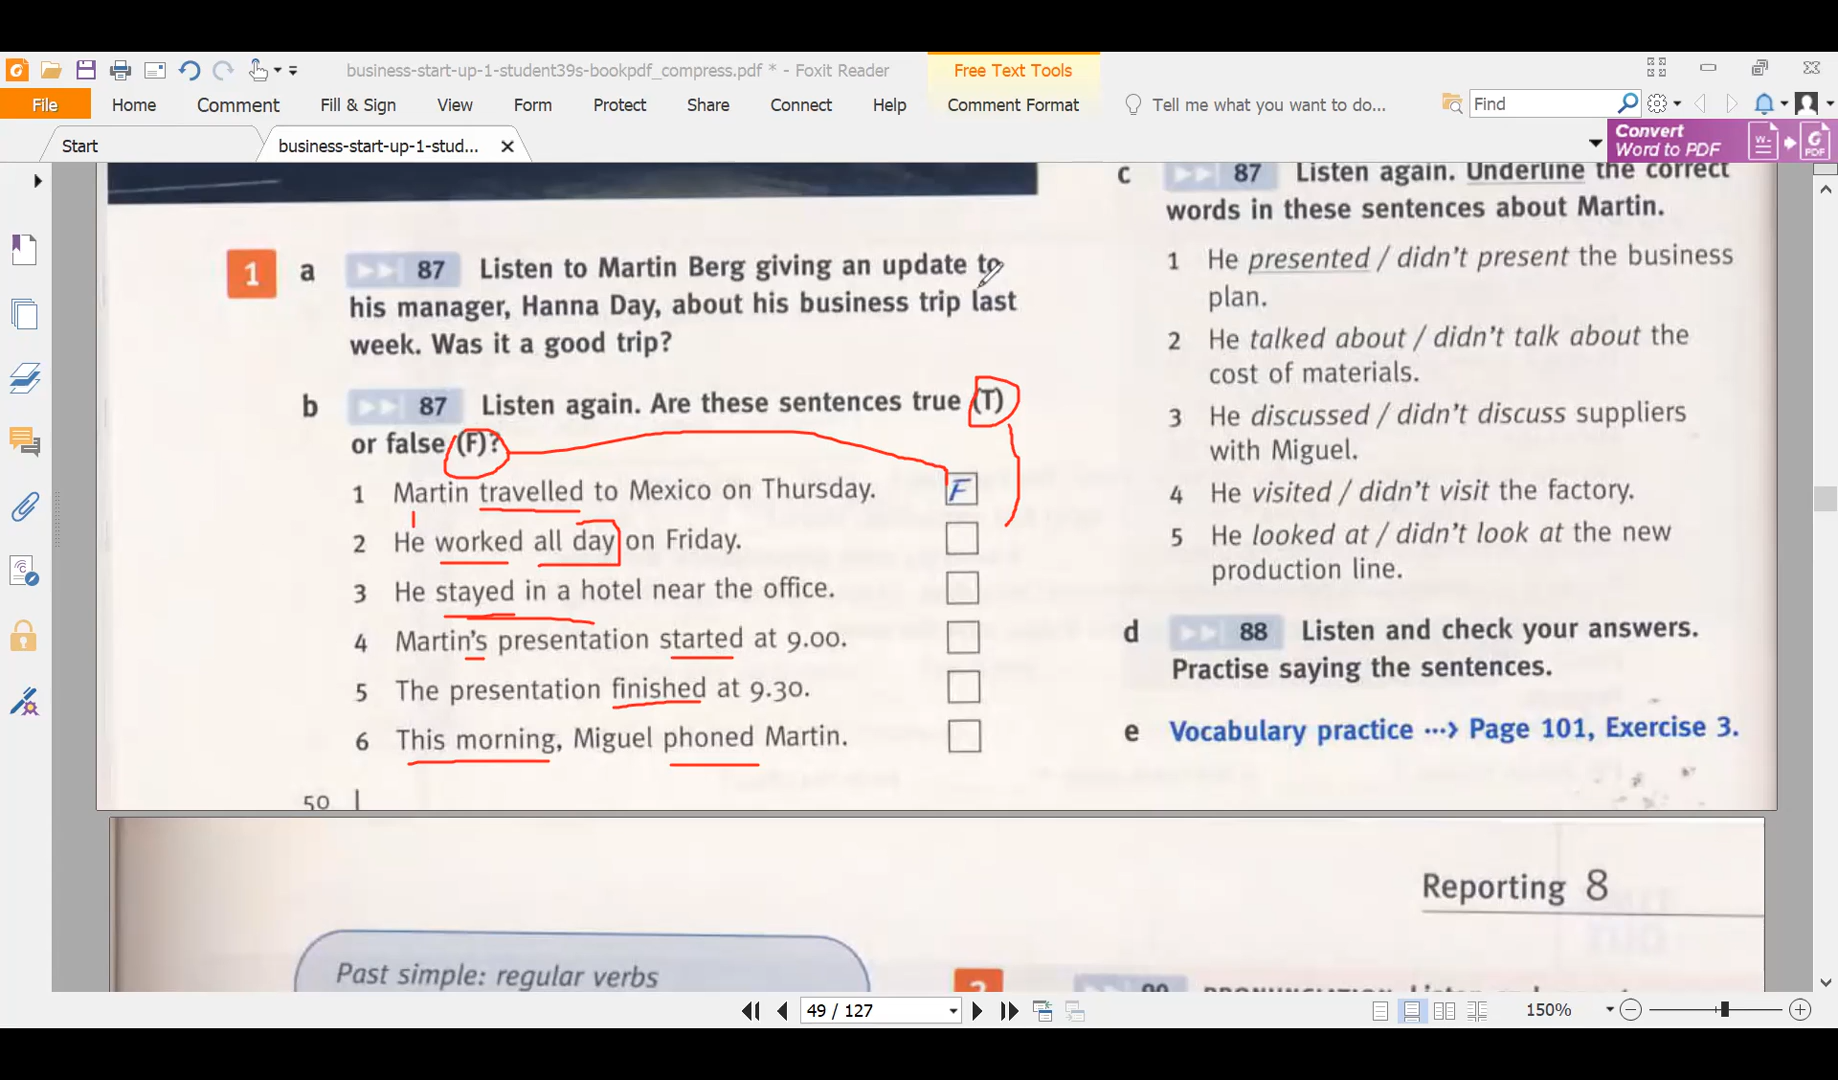 business-start-up-1-student39s-bookpdf_compress.pdf * - Foxit Reader
Free Text Tools
File Home Comment Fill & Sign View Form Protect Share Connect Help Comment Format Tell me what you want to do... Find
Start
business-start-up-1-stud...
Convert
Word to PDF
1 a 87 Listen to Martin Berg giving an update to
his manager, Hanna Day, about his business trip last
week. Was it a good trip?
b 87 Listen again. Are these sentences true (T)
or false (F)?
1 Martin travelled to Mexico on Thursday. F
2 He worked all day on Friday.
3 He stayed in a hotel near the office.
4 Martin's presentation started at 9.00.
5 The presentation finished at 9.30.
6 This morning, Miguel phoned Martin.
50
c 87 Listen again. Underline the correct
words in these sentences about Martin.
1 He presented / didn't present the business
plan.
2 He talked about / didn't talk about the
cost of materials.
3 He discussed / didn't discuss suppliers
with Miguel.
4 He visited / didn't visit the factory.
5 He looked at / didn't look at the new
production line.
d 88 Listen and check your answers.
Practise saying the sentences.
e Vocabulary practice ···> Page 101, Exercise 3.
Reporting 8
Past simple: regular verbs
49 / 127
150%